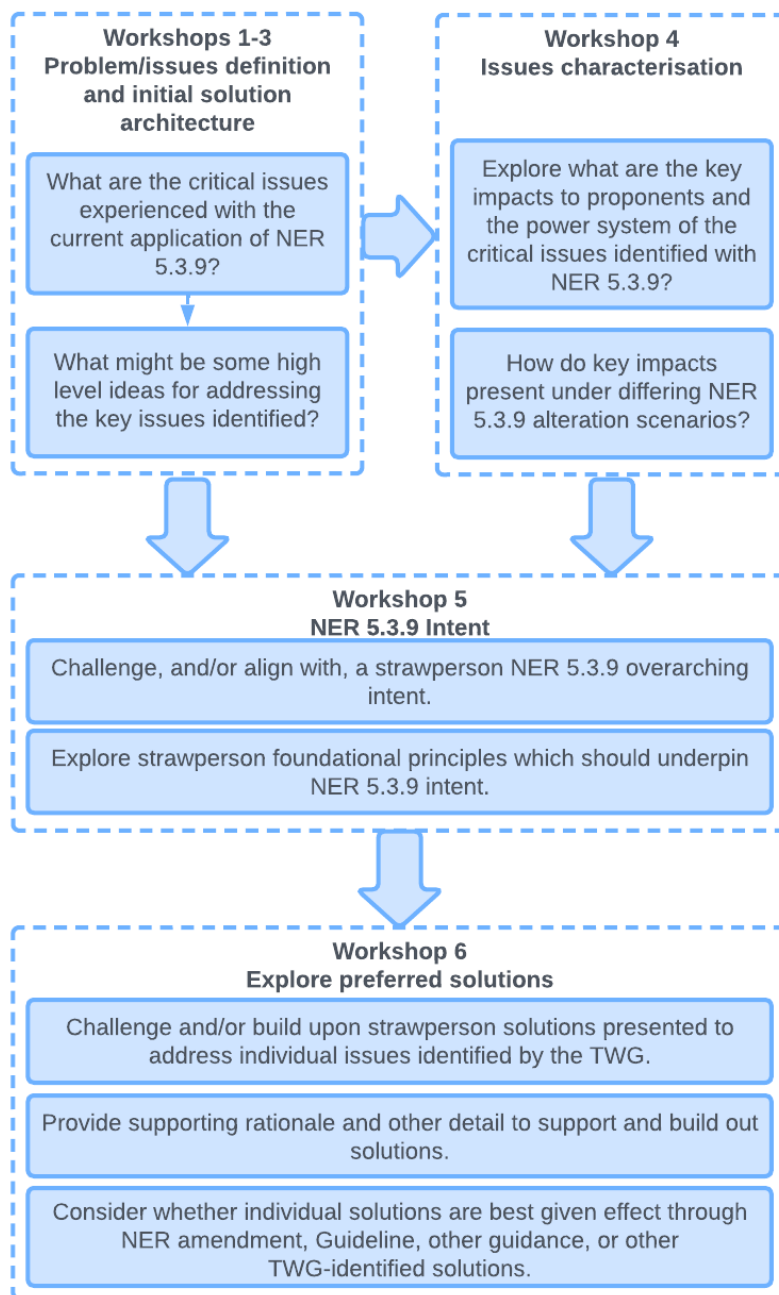 Workshops 1-3
Problem/issues definition
and initial solution
architecture
What are the critical issues
experienced with the
current application of NER
5.3.9?
What might be some high
level ideas for addressing
the key issues identified?
Workshop 4
Issues characterisation
Explore what are the key
impacts to proponents and
the power system of the
critical issues identified with
NER 5.3.9?
How do key impacts
present under differing NER
5.3.9 alteration scenarios?
Workshop 5
NER 5.3.9 Intent
Challenge, and/or align with, a strawperson NER 5.3.9 overarching
intent.
Explore strawperson foundational principles which should underpin
NER 5.3.9 intent.
Workshop 6
Explore preferred solutions
Challenge and/or build upon strawperson solutions presented to
address individual issues identified by the TWG.
Provide supporting rationale and other detail to support and build out
solutions.
Consider whether individual solutions are best given effect through
NER amendment, Guideline, other guidance, or other
TWG-identified solutions.